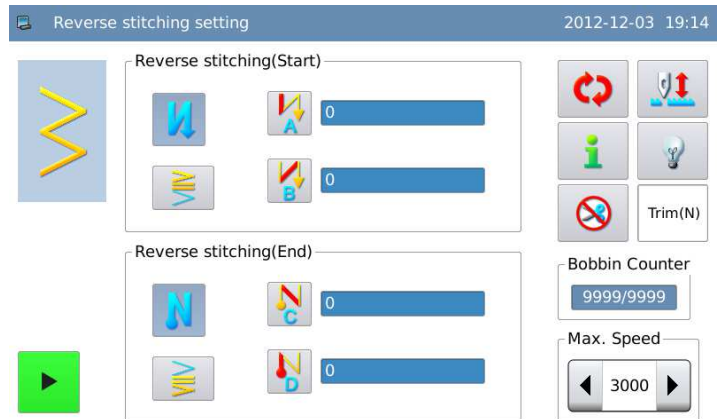 Reverse stitching setting 2012-12-03 19:14
Reverse stitching(Start)
A 0
B 0
Trim(N)
Reverse stitching(End)
Bobbin Counter
9999/9999
C 0
Max. Speed
D 0
3000